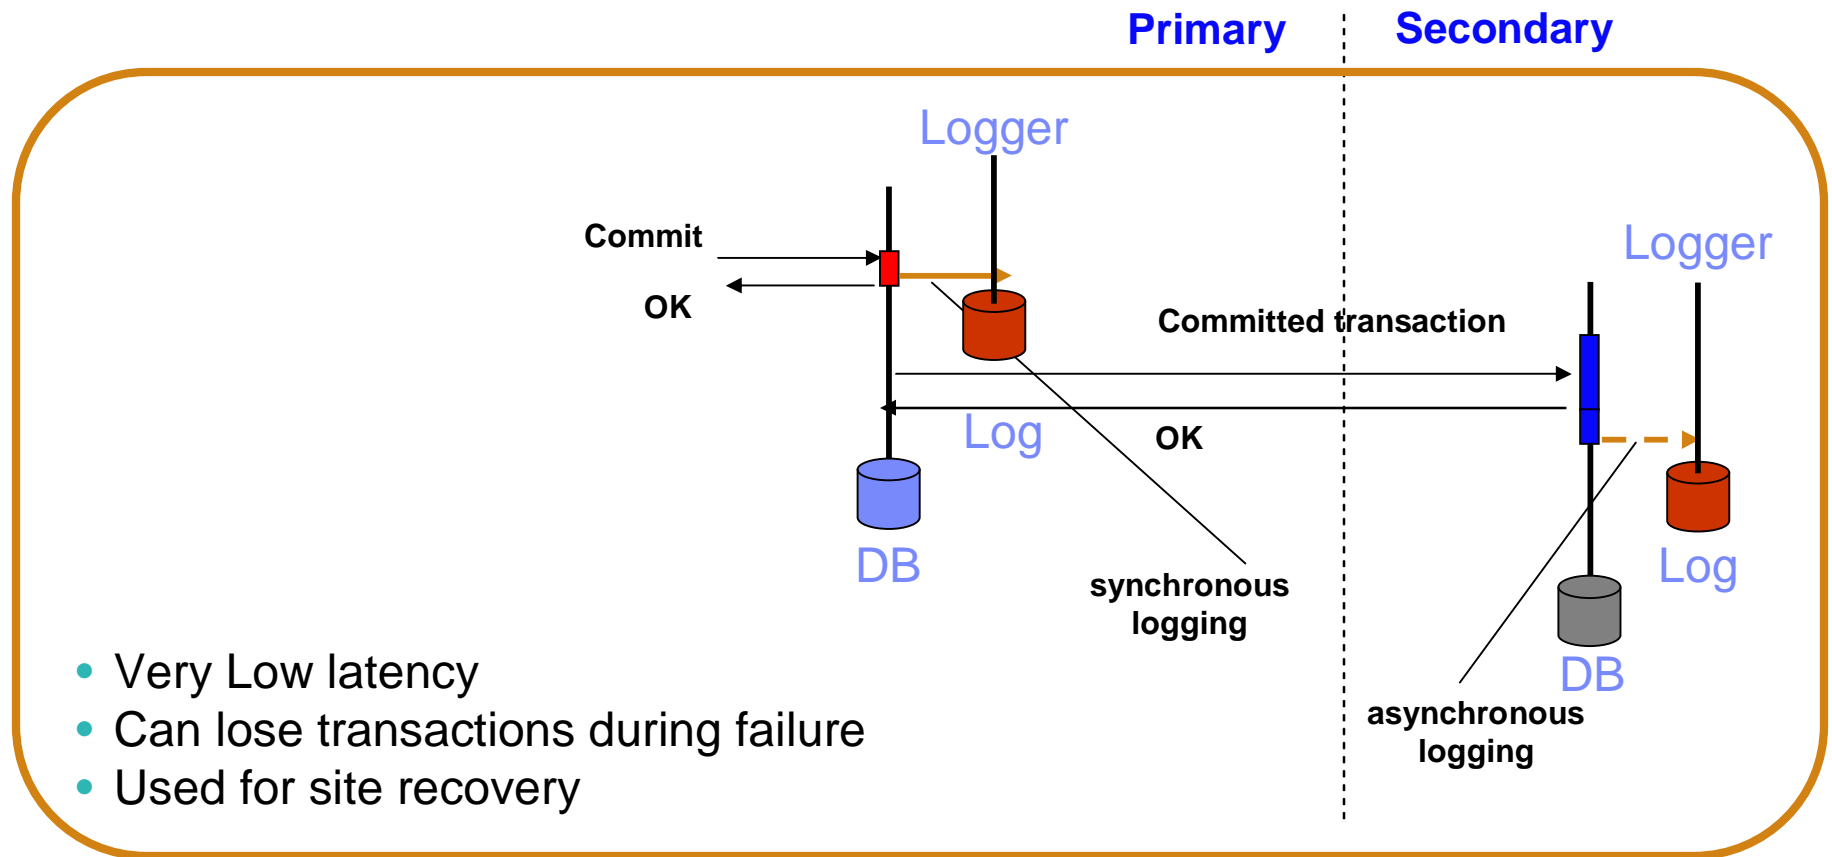 Primary
Secondary
Logger
Commit
OK
Logger
Committed transaction
Log
OK
DB
synchronous
logging
Log
DB
asynchronous
logging
Very Low latency
Can lose transactions during failure
Used for site recovery